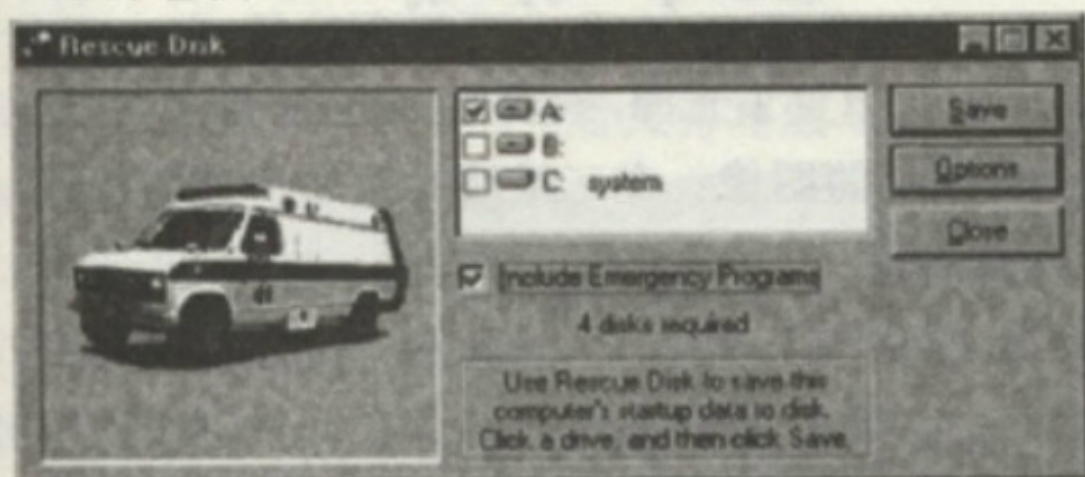 Rescue Disk
A:
B:
C: system
Save
Options
Close
Include Emergency Programs
4 disks required
Use Rescue Disk to save this
computer's startup data to disk.
Click a drive, and then click Save.